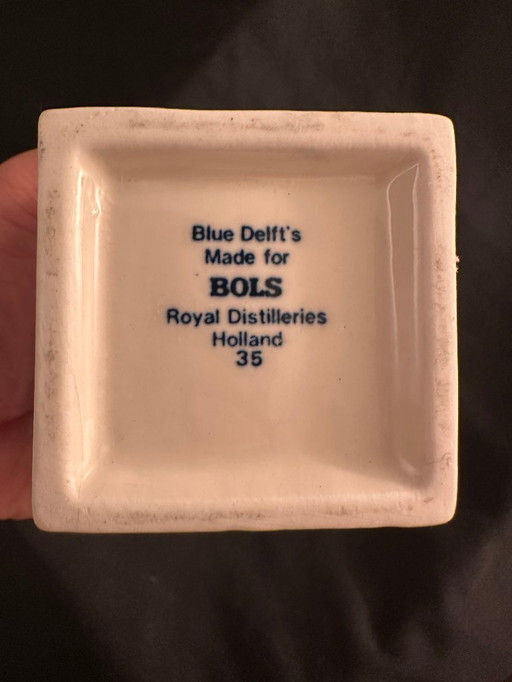 Blue Delft's
Made for
BOLS
Royal Distilleries
Holland
35